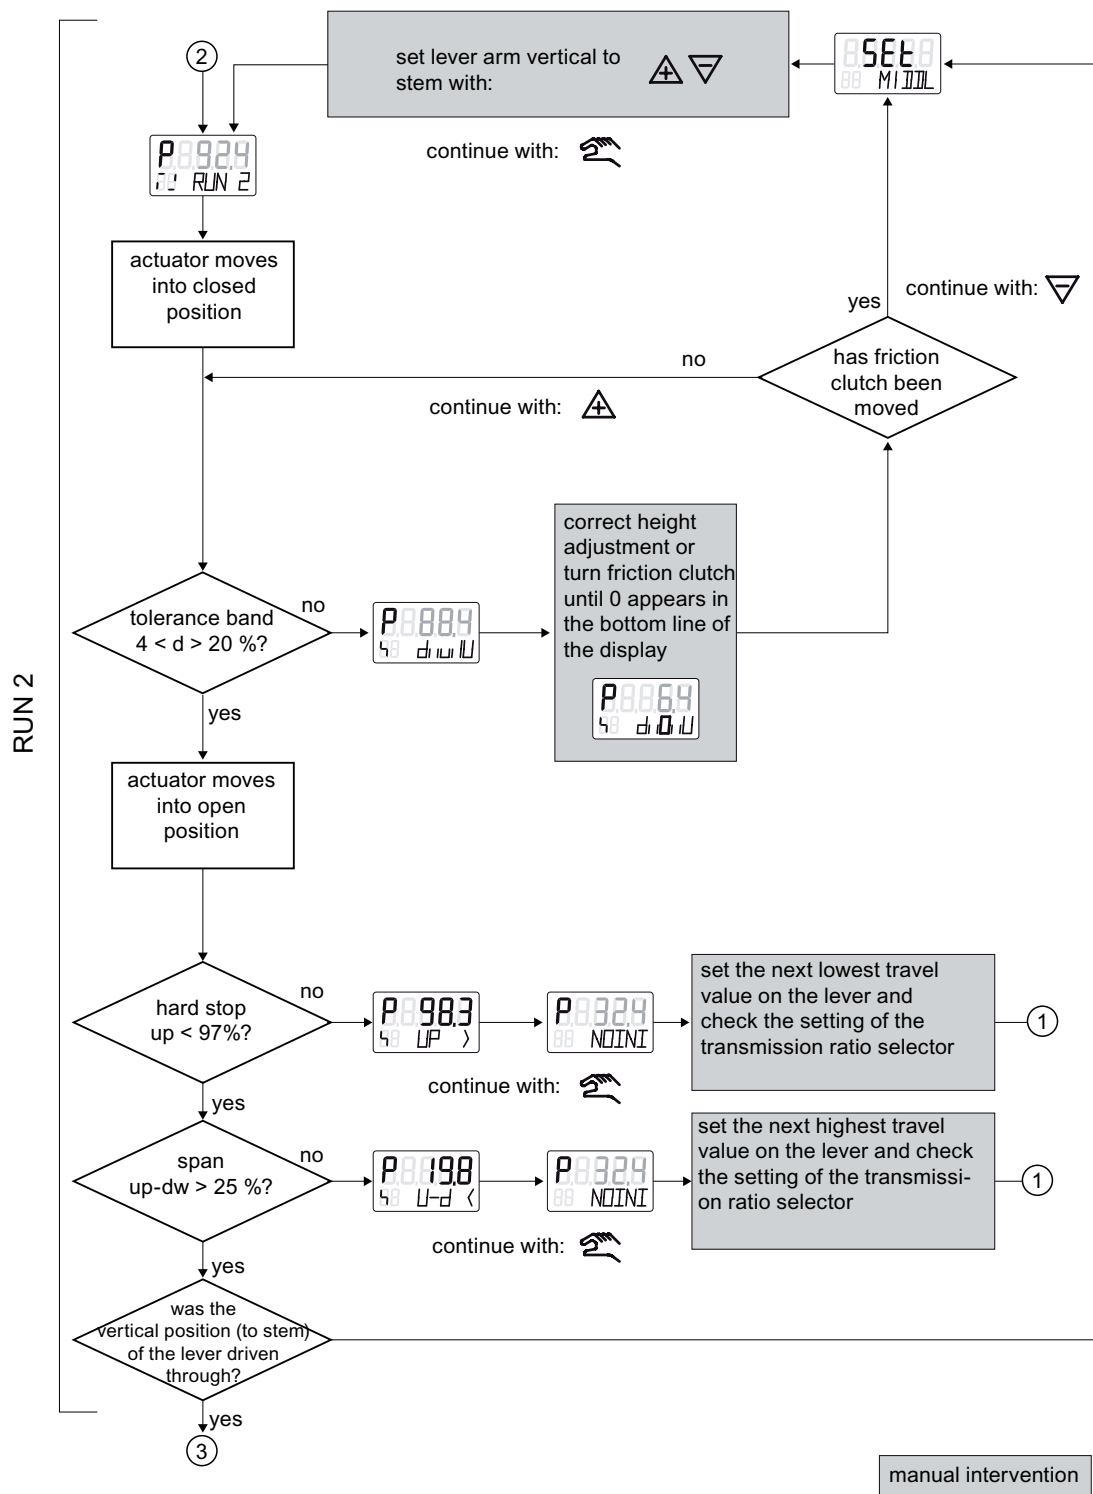 2
set lever arm vertical to
stem with:
SEt
MIDDL
continue with:
P 92.4
RUN 2
actuator moves
into closed
position
continue with:
yes
has friction
clutch been
moved
no
continue with:
tolerance band
4 < d > 20 %?
no
P 88.4
correct height
adjustment or
turn friction clutch
until 0 appears in
the bottom line of
the display
P 6.4
yes
RUN 2
actuator moves
into open
position
hard stop
up < 97%?
no
P 98.3
UP >
P 32.4
NOINI
set the next lowest travel
value on the lever and
check the setting of the
transmission ratio selector
1
continue with:
yes
span
up-dw > 25 %?
no
P 19.8
U-d <
P 32.4
NOINI
set the next highest travel
value on the lever and check
the setting of the transmissi-
on ratio selector
1
continue with:
yes
was the
vertical position (to stem)
of the lever driven
through?
yes
3
manual intervention